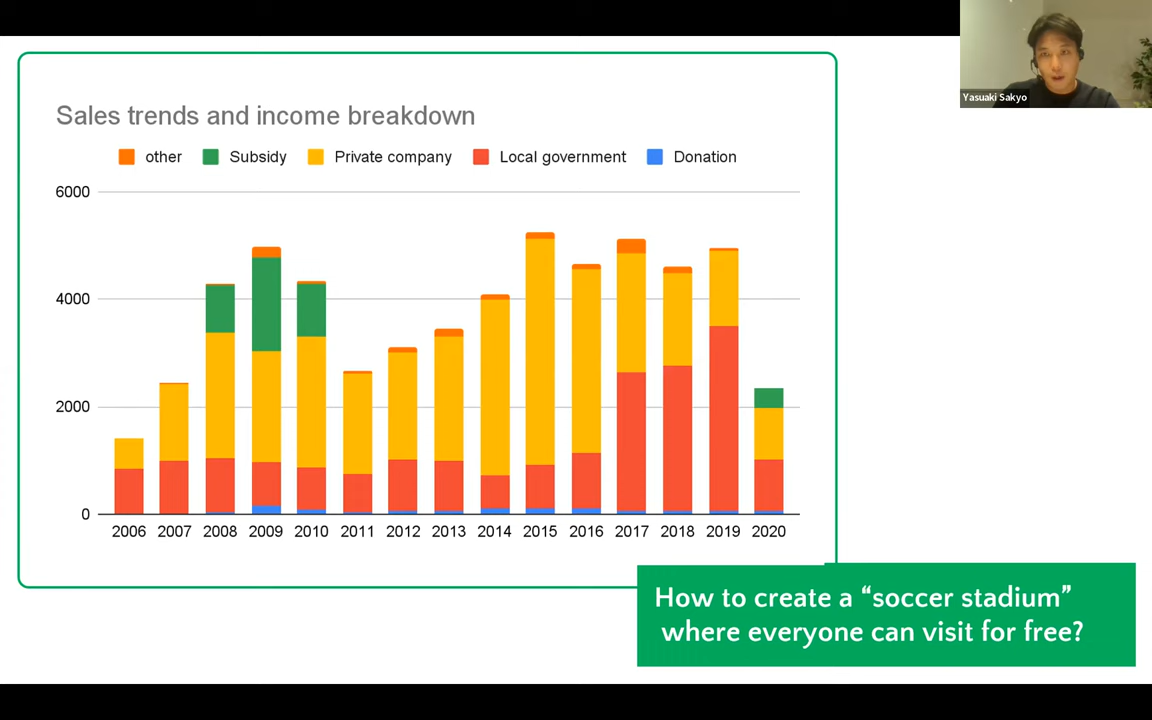 Yasuaki Sakyo
Sales trends and income breakdown
other Subsidy Private company Local government Donation
6000
4000
2000
0
2006 2007 2008 2009 2010 2011 2012 2013 2014 2015 2016 2017 2018 2019 2020
How to create a “soccer stadium”
where everyone can visit for free?